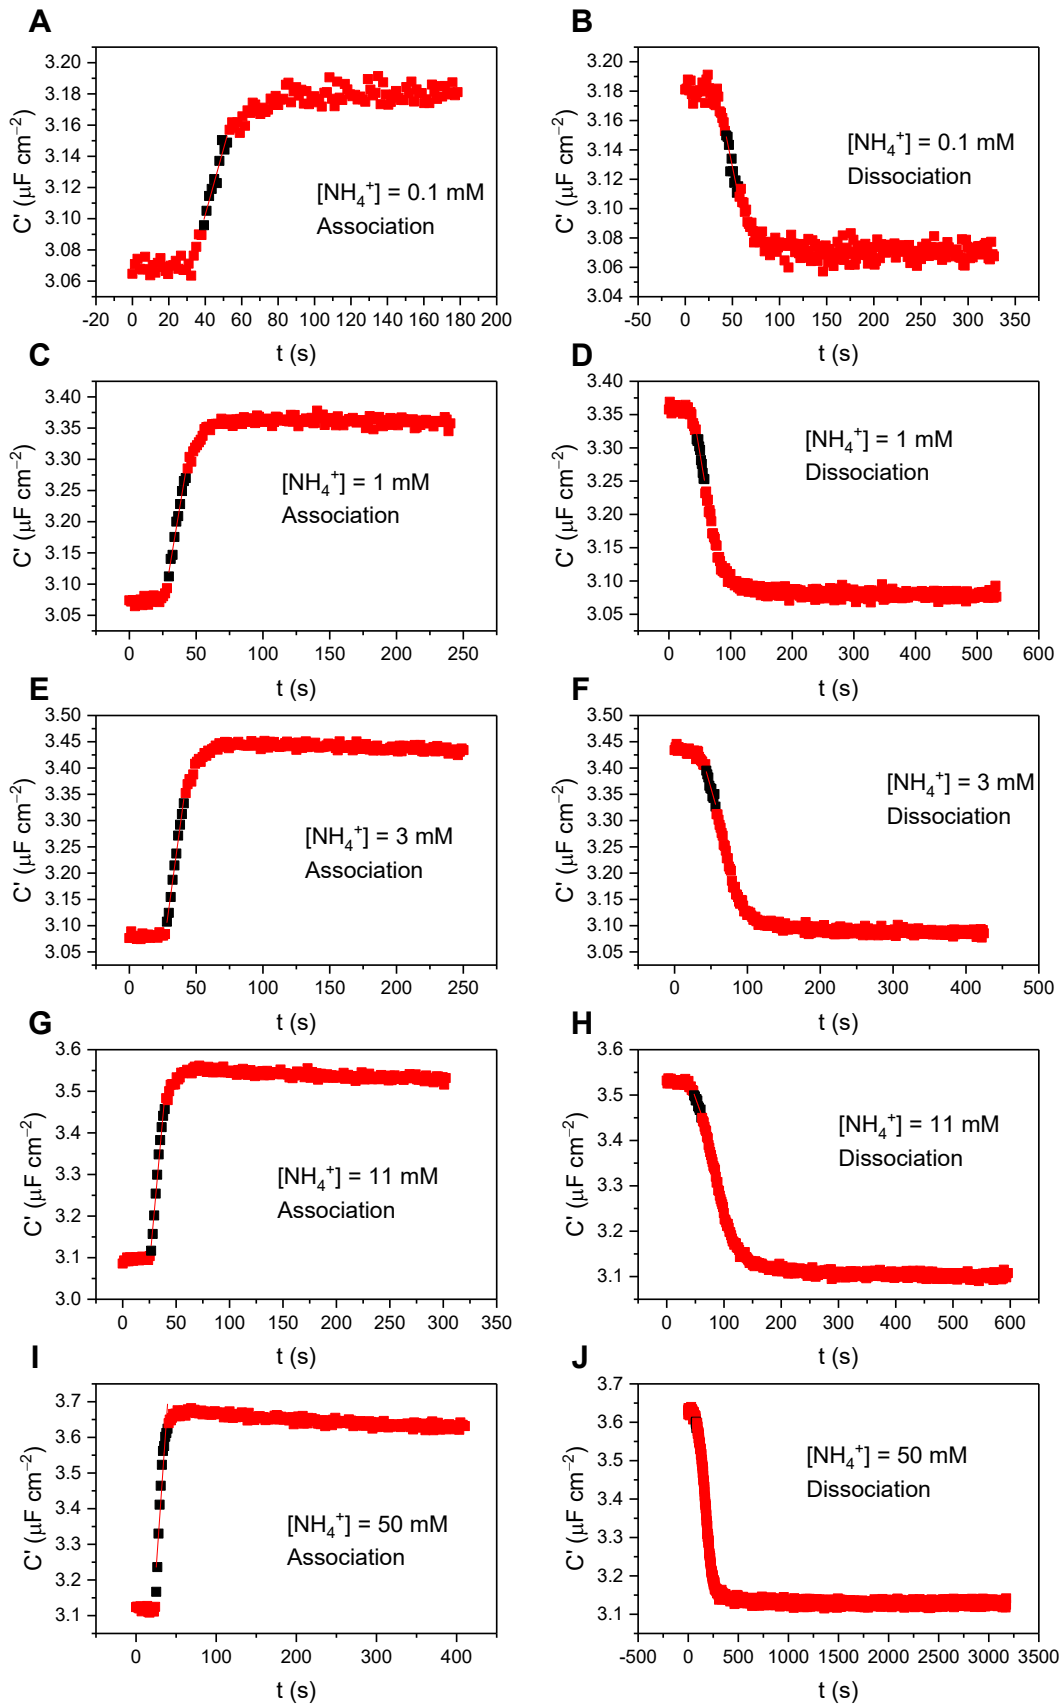 A
3.20
3.18
3.16
3.14
3.12
3.10
3.08
3.06
C' (μF cm⁻²)
[NH₄⁺] = 0.1 mM
Association
-20 0 20 40 60 80 100 120 140 160 180 200
t (s)
B
3.20
3.18
3.16
3.14
3.12
3.10
3.08
3.06
3.04
C' (μF cm⁻²)
[NH₄⁺] = 0.1 mM
Dissociation
-50 0 50 100 150 200 250 300 350
t (s)
C
3.40
3.35
3.30
3.25
3.20
3.15
3.10
3.05
C' (μF cm⁻²)
[NH₄⁺] = 1 mM
Association
0 50 100 150 200 250
t (s)
D
3.40
3.35
3.30
3.25
3.20
3.15
3.10
3.05
C' (μF cm⁻²)
[NH₄⁺] = 1 mM
Dissociation
0 100 200 300 400 500 600
t (s)
E
3.50
3.45
3.40
3.35
3.30
3.25
3.20
3.15
3.10
3.05
C' (μF cm⁻²)
[NH₄⁺] = 3 mM
Association
0 50 100 150 200 250
t (s)
F
3.50
3.45
3.40
3.35
3.30
3.25
3.20
3.15
3.10
3.05
C' (μF cm⁻²)
[NH₄⁺] = 3 mM
Dissociation
0 100 200 300 400 500
t (s)
G
3.6
3.5
3.4
3.3
3.2
3.1
3.0
C' (μF cm⁻²)
[NH₄⁺] = 11 mM
Association
0 50 100 150 200 250 300 350
t (s)
H
3.6
3.5
3.4
3.3
3.2
3.1
C' (μF cm⁻²)
[NH₄⁺] = 11 mM
Dissociation
0 100 200 300 400 500 600
t (s)
I
3.7
3.6
3.5
3.4
3.3
3.2
3.1
C' (μF cm⁻²)
[NH₄⁺] = 50 mM
Association
0 100 200 300 400
t (s)
J
3.7
3.6
3.5
3.4
3.3
3.2
3.1
C' (μF cm⁻²)
[NH₄⁺] = 50 mM
Dissociation
-500 0 500 1000 1500 2000 2500 3000 3500
t (s)